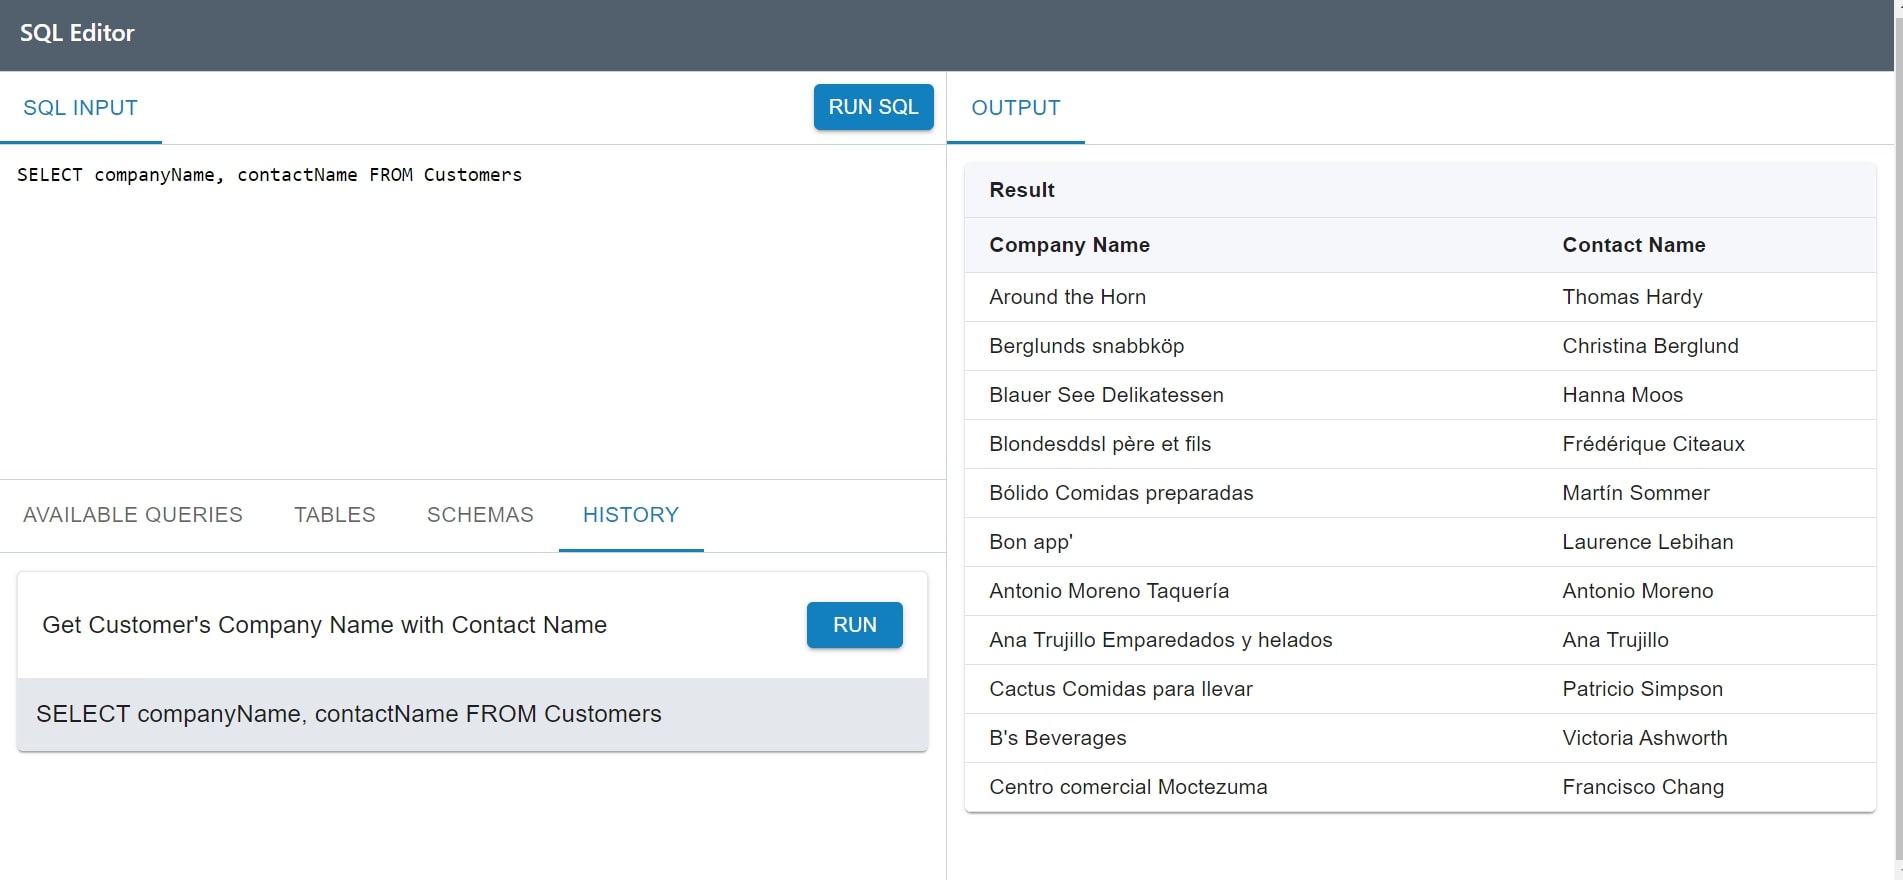 SQL Editor
SQL INPUT
RUN SQL
SELECT companyName, contactName FROM Customers
AVAILABLE QUERIES TABLES SCHEMAS HISTORY
Get Customer's Company Name with Contact Name
RUN
SELECT companyName, contactName FROM Customers
OUTPUT
Result
Company Name Contact Name
Around the Horn Thomas Hardy
Berglunds snabbköp Christina Berglund
Blauer See Delikatessen Hanna Moos
Blondesddsl père et fils Frédérique Citeaux
Bólido Comidas preparadas Martín Sommer
Bon app' Laurence Lebihan
Antonio Moreno Taquería Antonio Moreno
Ana Trujillo Emparedados y helados Ana Trujillo
Cactus Comidas para llevar Patricio Simpson
B's Beverages Victoria Ashworth
Centro comercial Moctezuma Francisco Chang